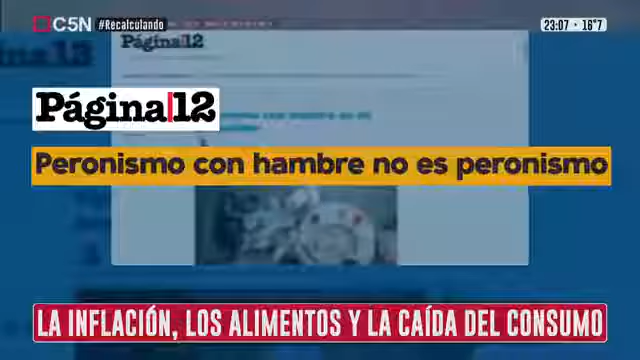 C5N #Recalculando
23:07 • 16°7
Página|12
Página|12
Peronismo con hambre no es peronismo
LA INFLACIÓN, LOS ALIMENTOS Y LA CAÍDA DEL CONSUMO